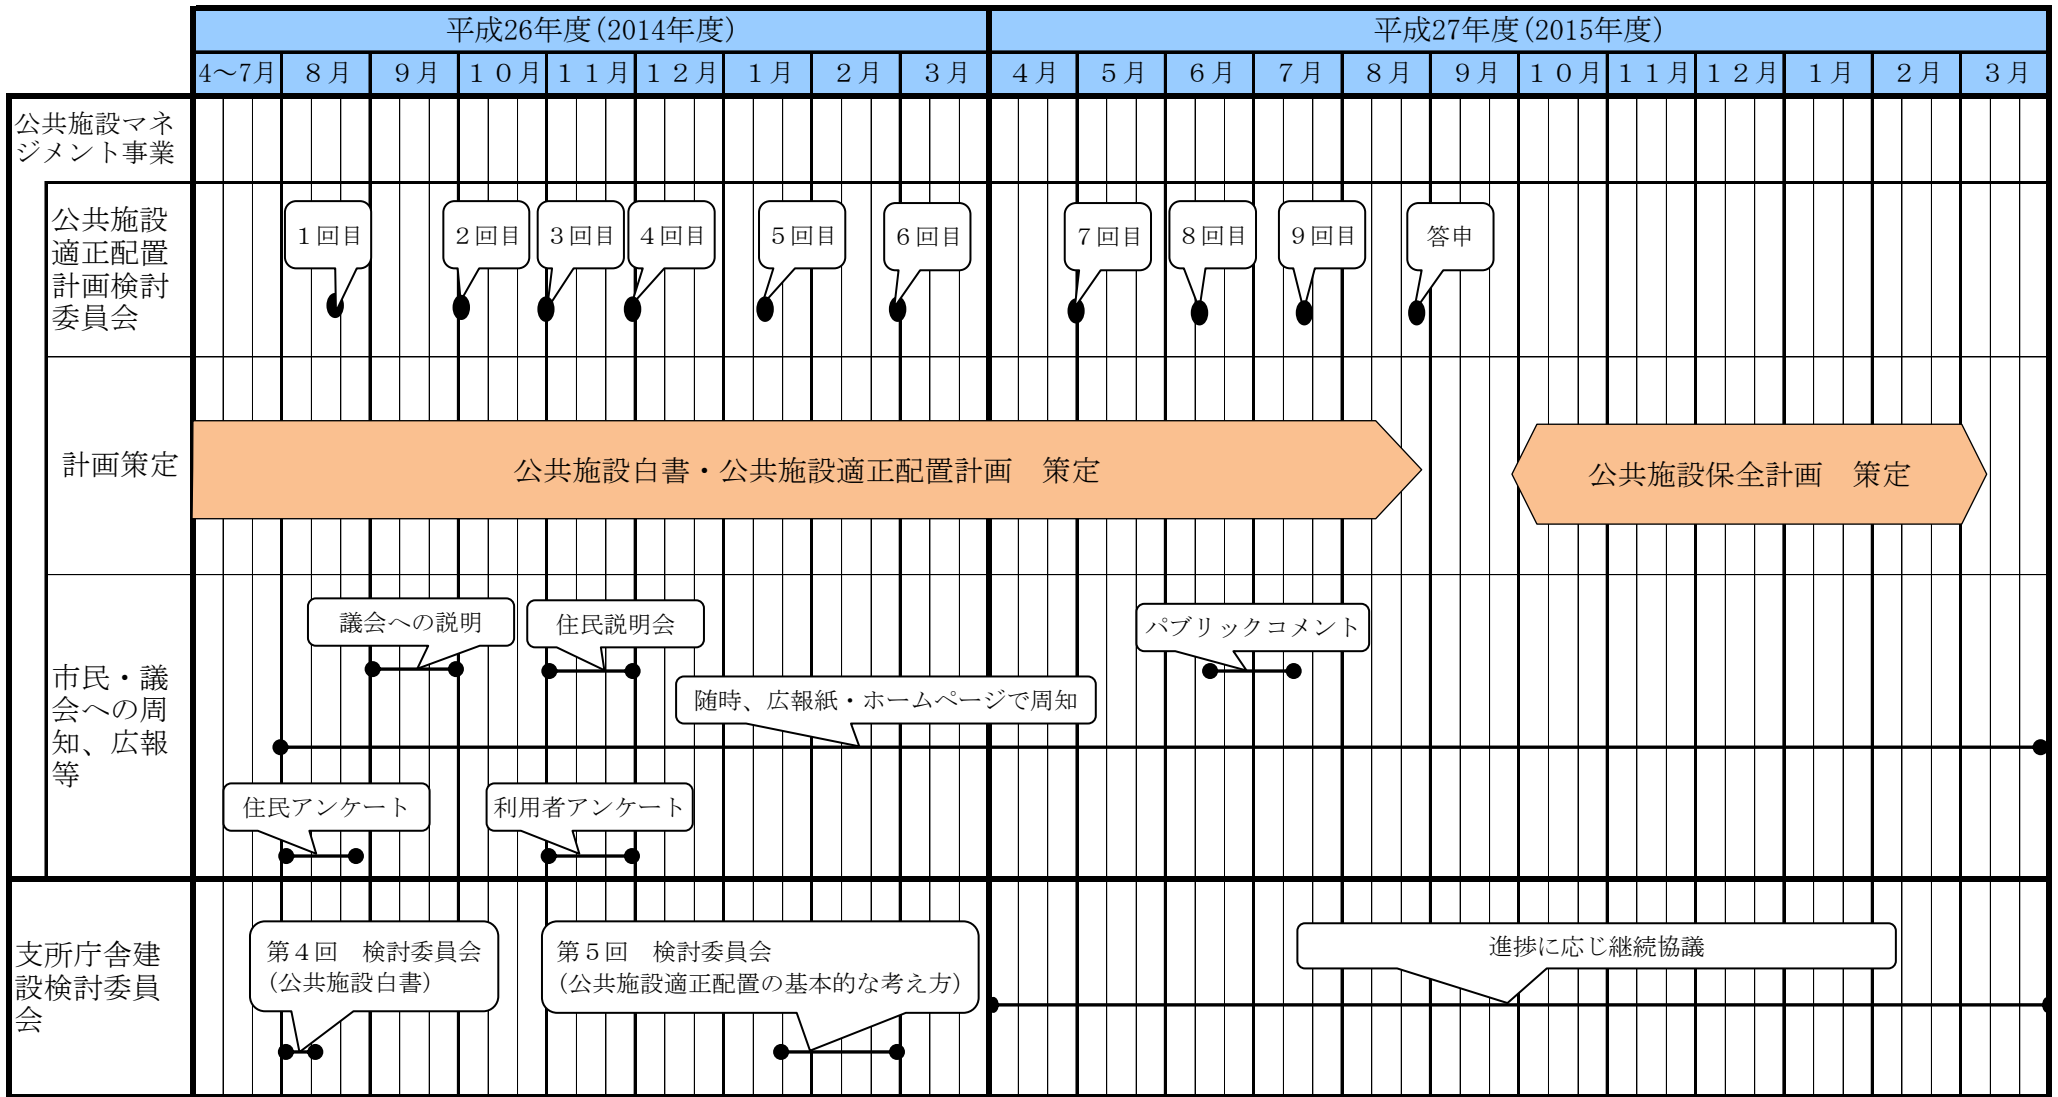 平成26年度(2014年度)
平成27年度(2015年度)
4～7月 ８月 ９月 １０月 １１月 １２月 １月 ２月 ３月 ４月 ５月 ６月 ７月 ８月 ９月 １０月 １１月 １２月 １月 ２月 ３月
公共施設マネ
ジメント事業
公共施設
適正配置
計画検討
委員会
１回目
２回目
３回目
４回目
５回目
６回目
７回目
８回目
９回目
答申
計画策定
公共施設白書・公共施設適正配置計画　策定
公共施設保全計画　策定
市民・議
会への周
知、広報
等
議会への説明
住民説明会
パブリックコメント
随時、広報紙・ホームページで周知
住民アンケート
利用者アンケート
支所庁舎建
設検討委員
会
第４回　検討委員会
(公共施設白書)
第５回　検討委員会
(公共施設適正配置の基本的な考え方)
進捗に応じ継続協議